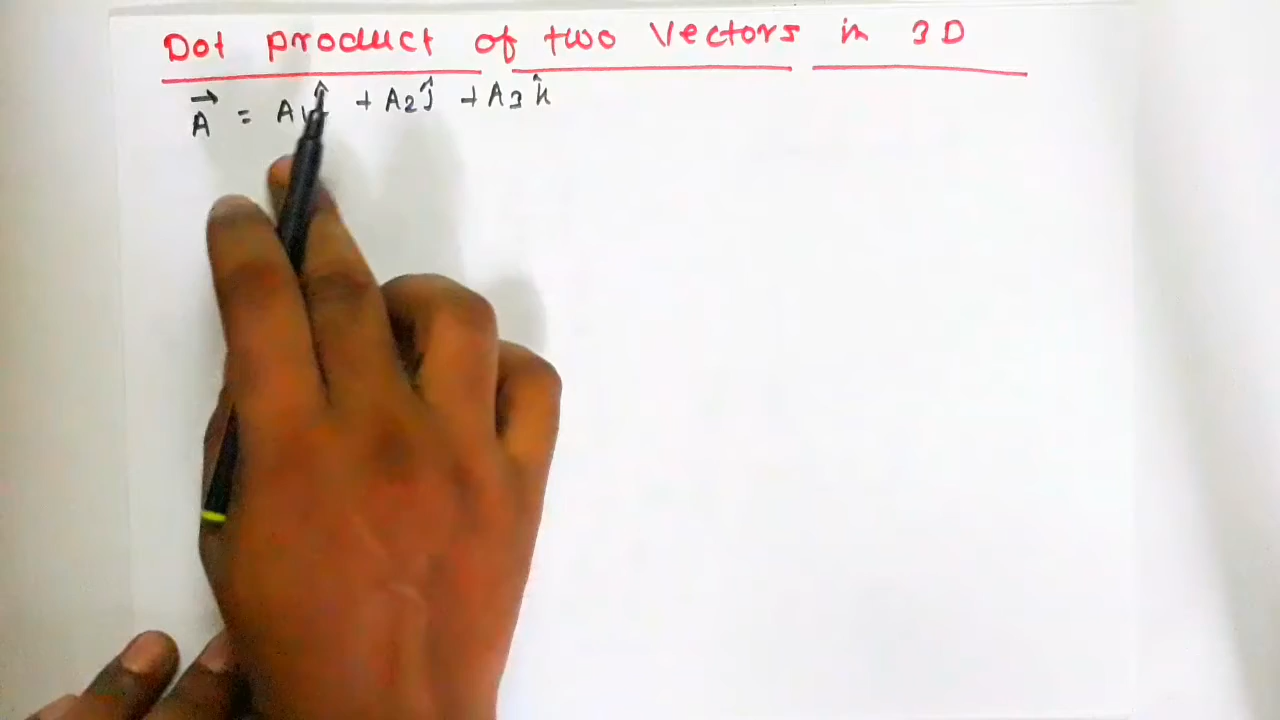 Dot product of two Vectors in 3D
A⃗ = A1î + A2ĵ + A3k̂